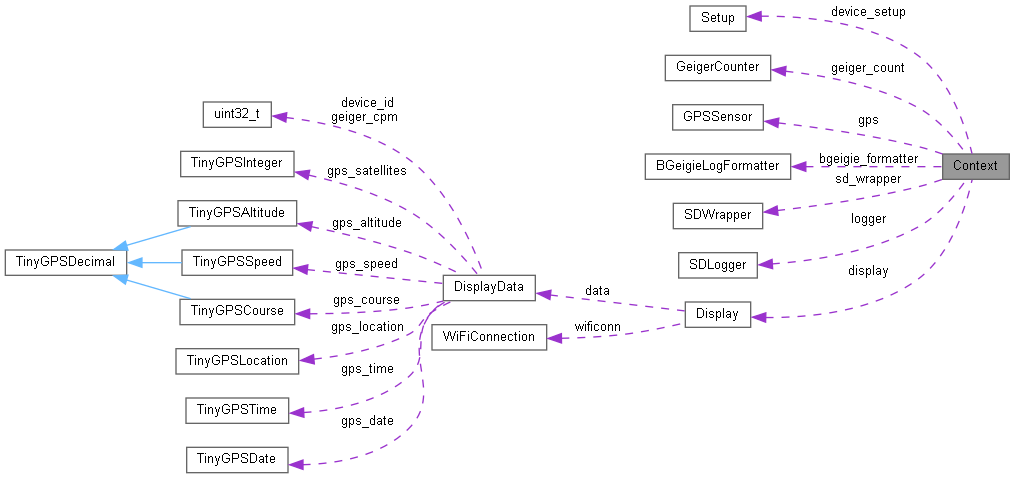 device_setup
Setup
GeigerCounter
geiger_count
device_id
geiger_cpm
uint32_t
GPSSensor
gps
TinyGPSInteger
gps_satellites
BGeigieLogFormatter
bgeigie_formatter
Context
sd_wrapper
TinyGPSAltitude
gps_altitude
SDWrapper
logger
TinyGPSDecimal
TinyGPSSpeed
gps_speed
SDLogger
display
DisplayData
data
TinyGPSCourse
gps_course
Display
gps_location
wificonn
WiFiConnection
TinyGPSLocation
gps_time
TinyGPSTime
gps_date
TinyGPSDate